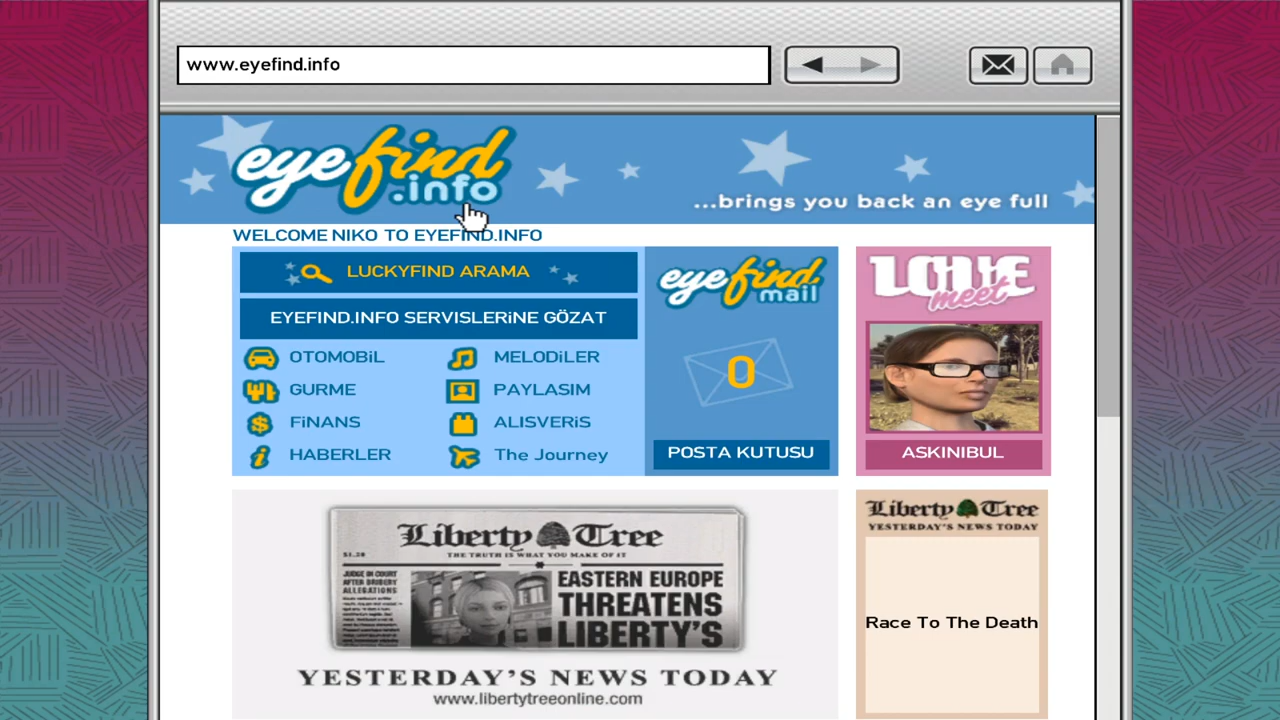 www.eyefind.info
eyefind
.info
...brings you back an eye full
WELCOME NIKO TO EYEFIND.INFO
LUCKYFIND ARAMA
EYEFIND.INFO SERVISLERiNE GÖZAT
OTOMOBiL
MELODiLER
GURME
PAYLASIM
FiNANS
ALISVERiS
HABERLER
The Journey
eyefind
mail
0
POSTA KUTUSU
LOVE
meet
ASKINIBUL
Liberty Tree
THE TRUTH IS WHAT YOU MAKE OF IT
$1.20
JUDGE IN COURT
AFTER BRIBERY
ALLEGATIONS
EASTERN EUROPE
THREATENS
LIBERTY'S
YESTERDAY'S NEWS TODAY
www.libertytreeonline.com
Liberty Tree
YESTERDAY'S NEWS TODAY
Race To The Death